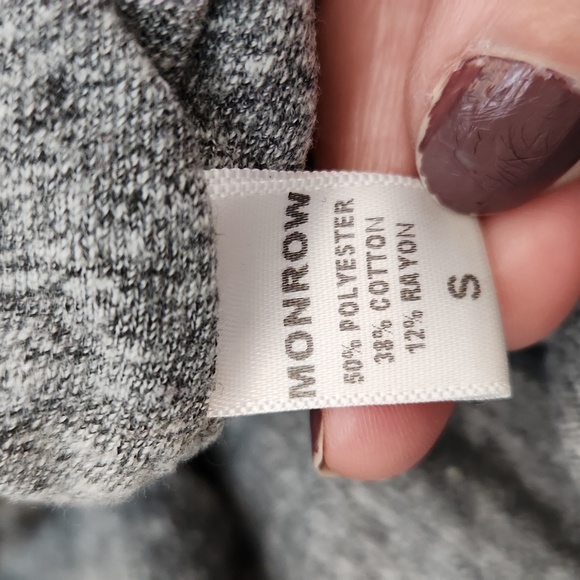 MONROW
50% POLYESTER
38% COTTON
12% RAYON
S